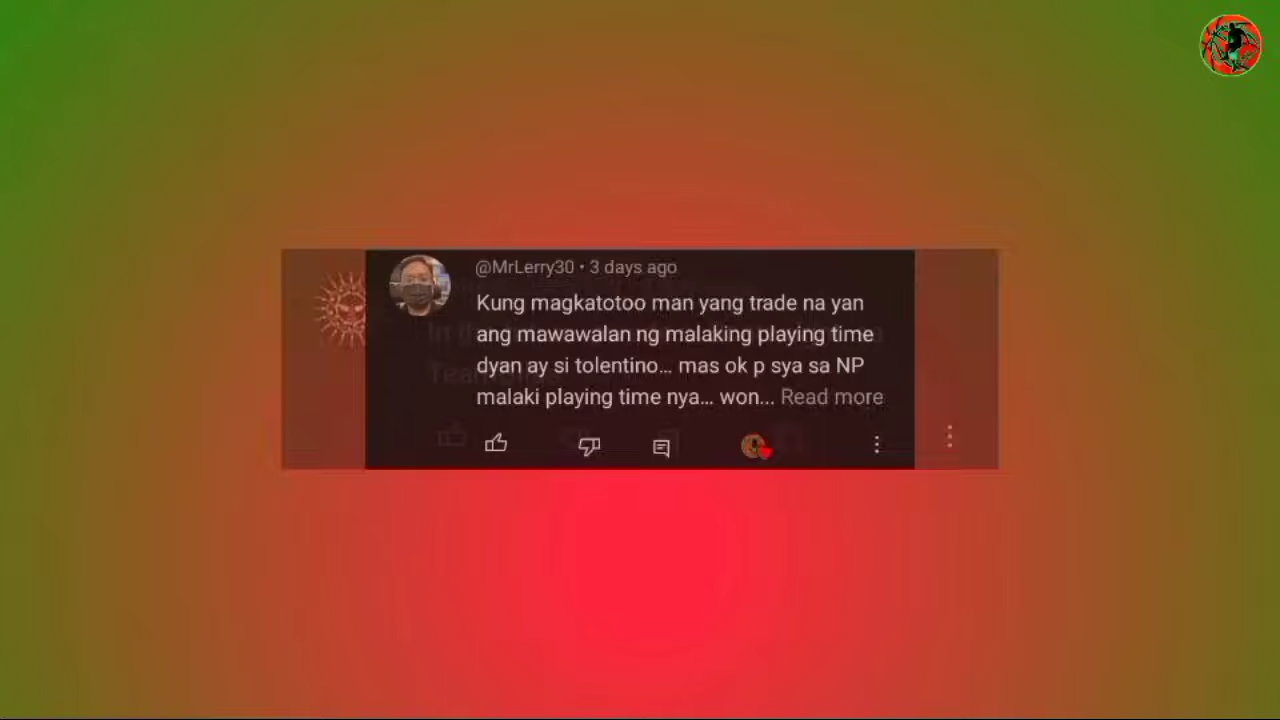 @MrLerry30 • 3 days ago
Kung magkatotoo man yang trade na yan
ang mawawalan ng malaking playing time
dyan ay si tolentino... mas ok p sya sa NP
malaki playing time nya... won... Read more